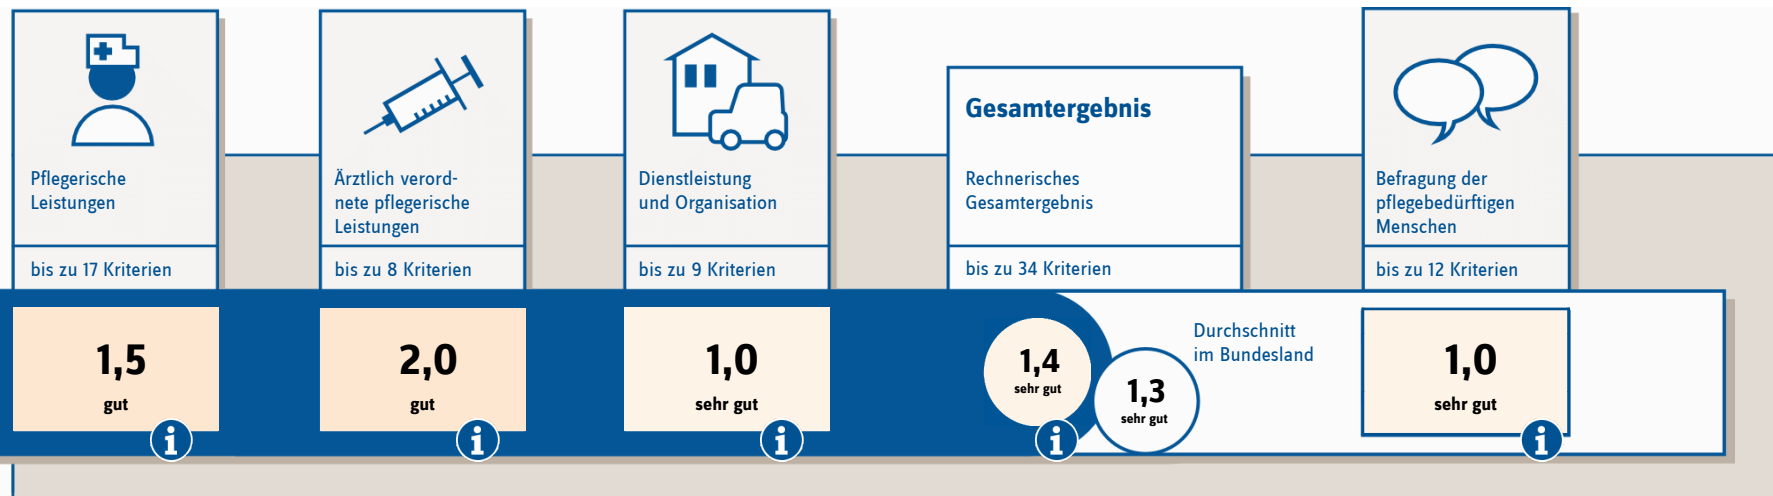 Pflegerische
Leistungen
bis zu 17 Kriterien
1,5
gut
i
Ärztlich verord-
nete pflegerische
Leistungen
bis zu 8 Kriterien
2,0
gut
i
Dienstleistung
und Organisation
bis zu 9 Kriterien
1,0
sehr gut
i
Gesamtergebnis
Rechnerisches
Gesamtergebnis
bis zu 34 Kriterien
1,4
sehr gut
i
1,3
sehr gut
Durchschnitt
im Bundesland
Befragung der
pflegebedürftigen
Menschen
bis zu 12 Kriterien
1,0
sehr gut
i